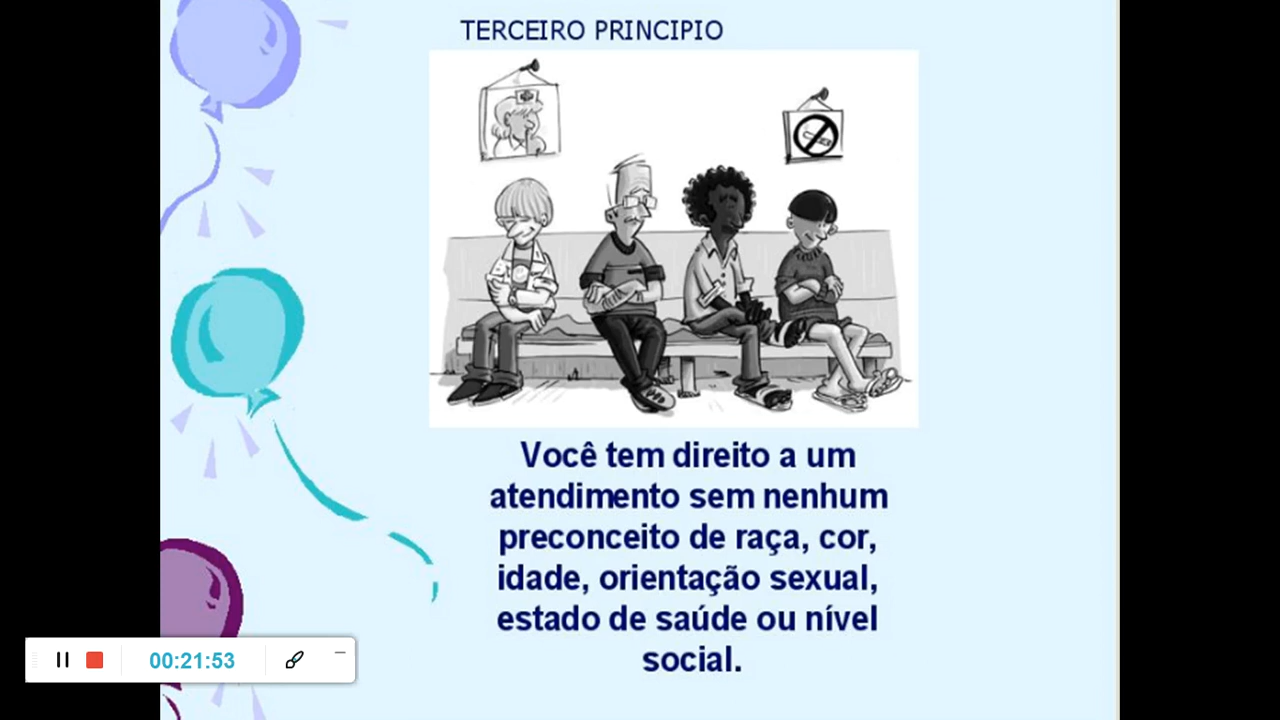 TERCEIRO PRINCIPIO
Você tem direito a um
atendimento sem nenhum
preconceito de raça, cor,
idade, orientação sexual,
estado de saúde ou nível
social.
00:21:53